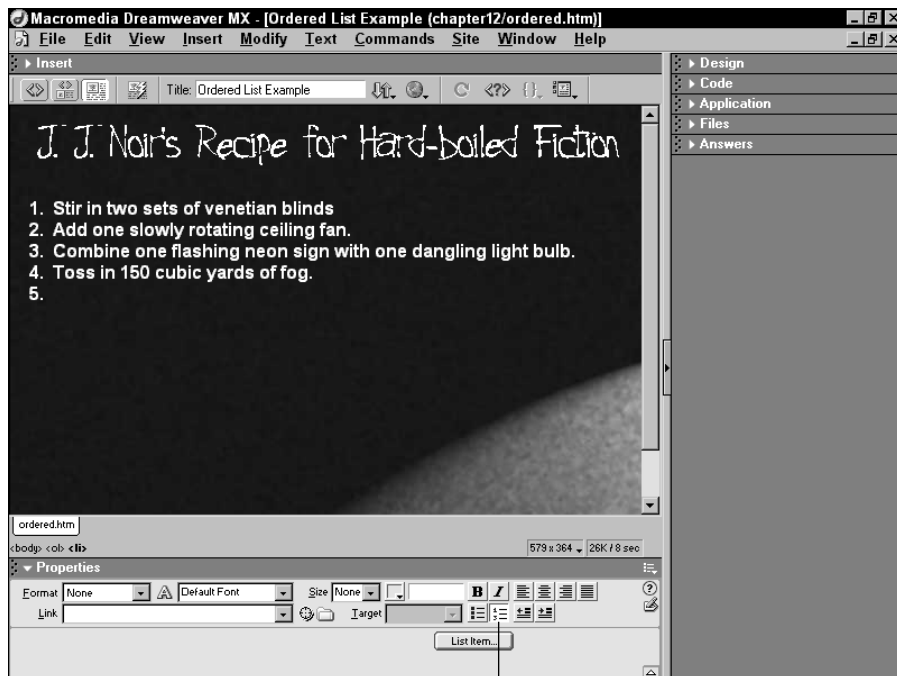 Macromedia Dreamweaver MX - [Ordered List Example (chapter12/ordered.htm)]
File Edit View Insert Modify Text Commands Site Window Help
Insert
Title: Ordered List Example
J. J. Noir's Recipe for Hard-boiled Fiction
1. Stir in two sets of venetian blinds
2. Add one slowly rotating ceiling fan.
3. Combine one flashing neon sign with one dangling light bulb.
4. Toss in 150 cubic yards of fog.
5.
Design
Code
Application
Files
Answers
ordered.htm
<body> <ol> <li> 579 x 364 26K / 8 sec
Properties
Format None Default Font Size None B I
Link Target
List Item...